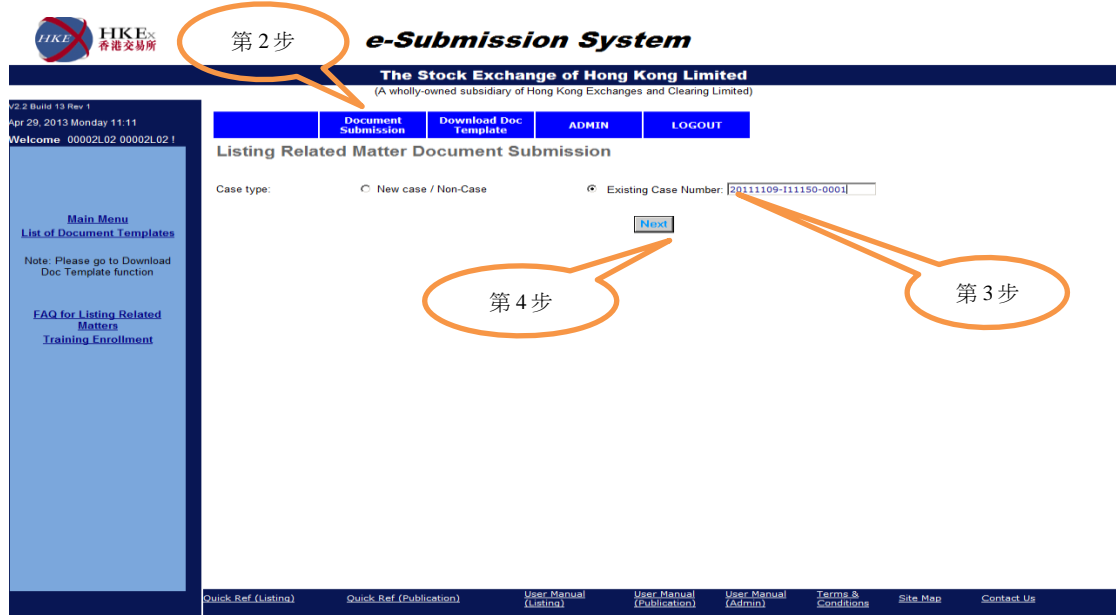 HKEx
HKEx
香港交易所
第2步
e-Submission System
The Stock Exchange of Hong Kong Limited
(A wholly-owned subsidiary of Hong Kong Exchanges and Clearing Limited)
V2.2 Build 13 Rev 1
Apr 29, 2013 Monday 11:11
Welcome 00002L02 00002L02 !
Document Submission
Download Doc Template
ADMIN
LOGOUT
Listing Related Matter Document Submission
Case type:
New case / Non-Case
Existing Case Number: 20111109-I11150-0001
Next
第4步
第3步
Main Menu
List of Document Templates
Note: Please go to Download
Doc Template function
FAQ for Listing Related
Matters
Training Enrollment
Quick Ref (Listing)
Quick Ref (Publication)
User Manual (Listing)
User Manual (Publication)
User Manual (Admin)
Terms & Conditions
Site Map
Contact Us